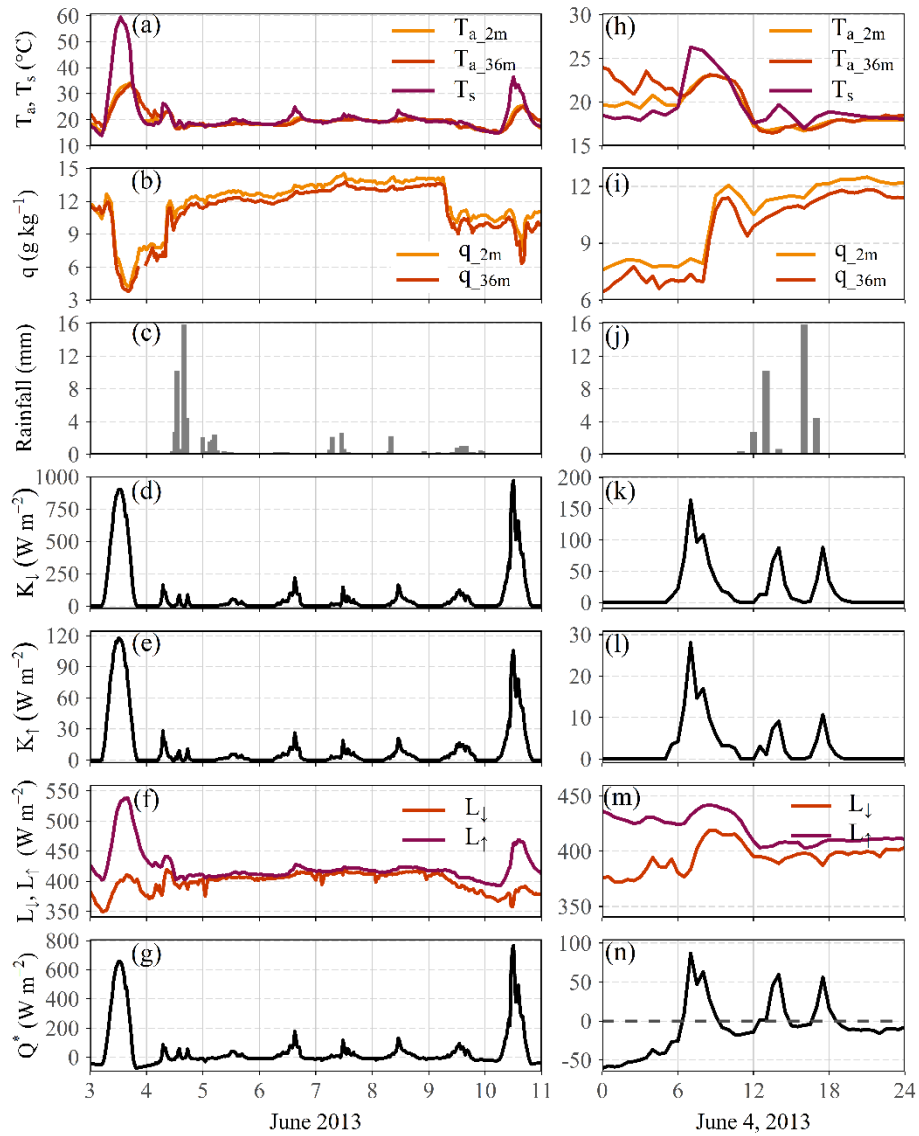 (a)
T_a, T_s (°C)
60
50
40
30
20
10
T_a_2m
T_a_36m
T_s
(h)
30
25
20
15
T_a_2m
T_a_36m
T_s
(b)
q (g kg⁻¹)
15
12
9
6
3
q_2m
q_36m
(i)
12
9
6
q_2m
q_36m
(c)
Rainfall (mm)
16
12
8
4
0
(j)
16
12
8
4
0
(d)
K↓ (W m⁻²)
1000
750
500
250
0
(k)
200
150
100
50
0
(e)
K↑ (W m⁻²)
120
90
60
30
0
(l)
30
20
10
0
(f)
L↓, L↑ (W m⁻²)
550
500
450
400
350
L↓
L↑
(m)
450
400
350
L↓
L↑
(g)
Q* (W m⁻²)
800
600
400
200
0
(n)
100
50
0
-50
3 4 5 6 7 8 9 10 11
June 2013
0 6 12 18 24
June 4, 2013